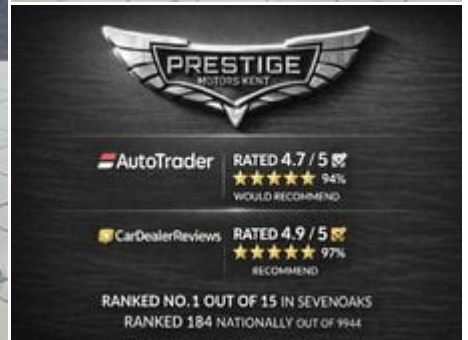 PRESTIGE
MOTORS KENT
AutoTrader
RATED 4.7 / 5
94%
WOULD RECOMMEND
CarDealerReviews
RATED 4.9 / 5
97%
RECOMMEND
RANKED NO. 1 OUT OF 15 IN SEVENOAKS
RANKED 184 NATIONALLY OUT OF 9944